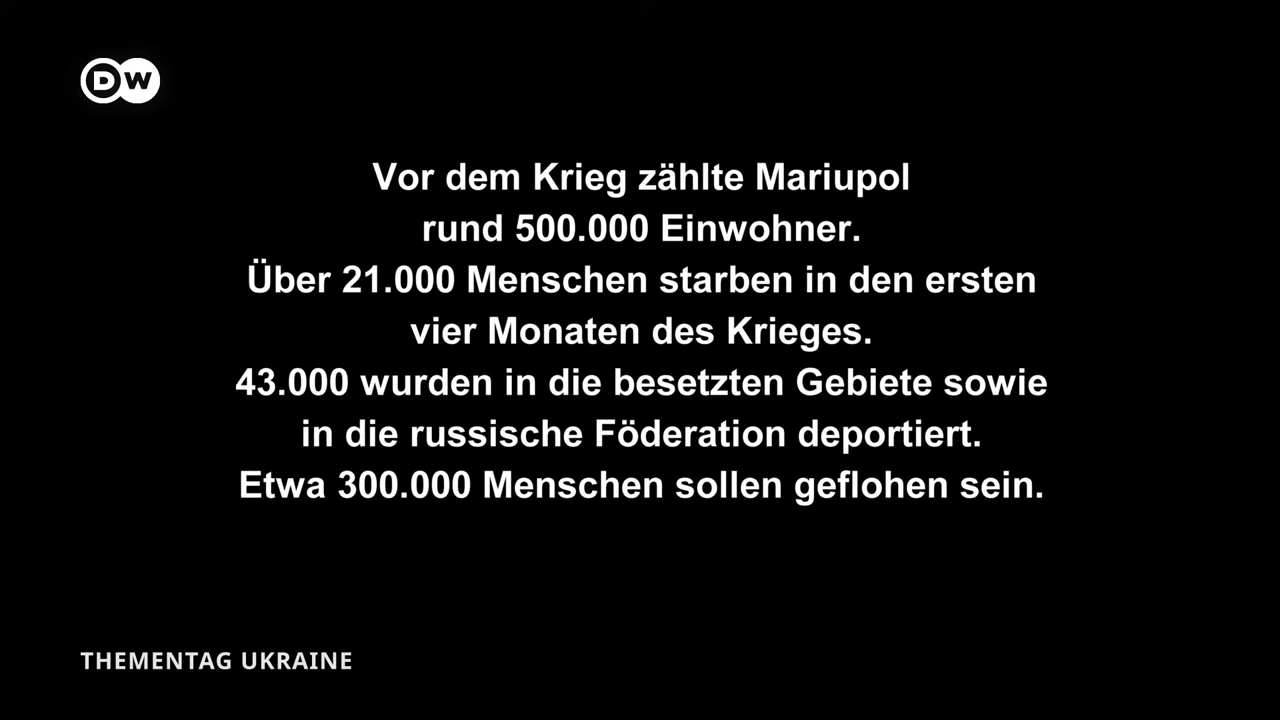 DW
Vor dem Krieg zählte Mariupol
rund 500.000 Einwohner.
Über 21.000 Menschen starben in den ersten
vier Monaten des Krieges.
43.000 wurden in die besetzten Gebiete sowie
in die russische Föderation deportiert.
Etwa 300.000 Menschen sollen geflohen sein.
THEMENTAG UKRAINE